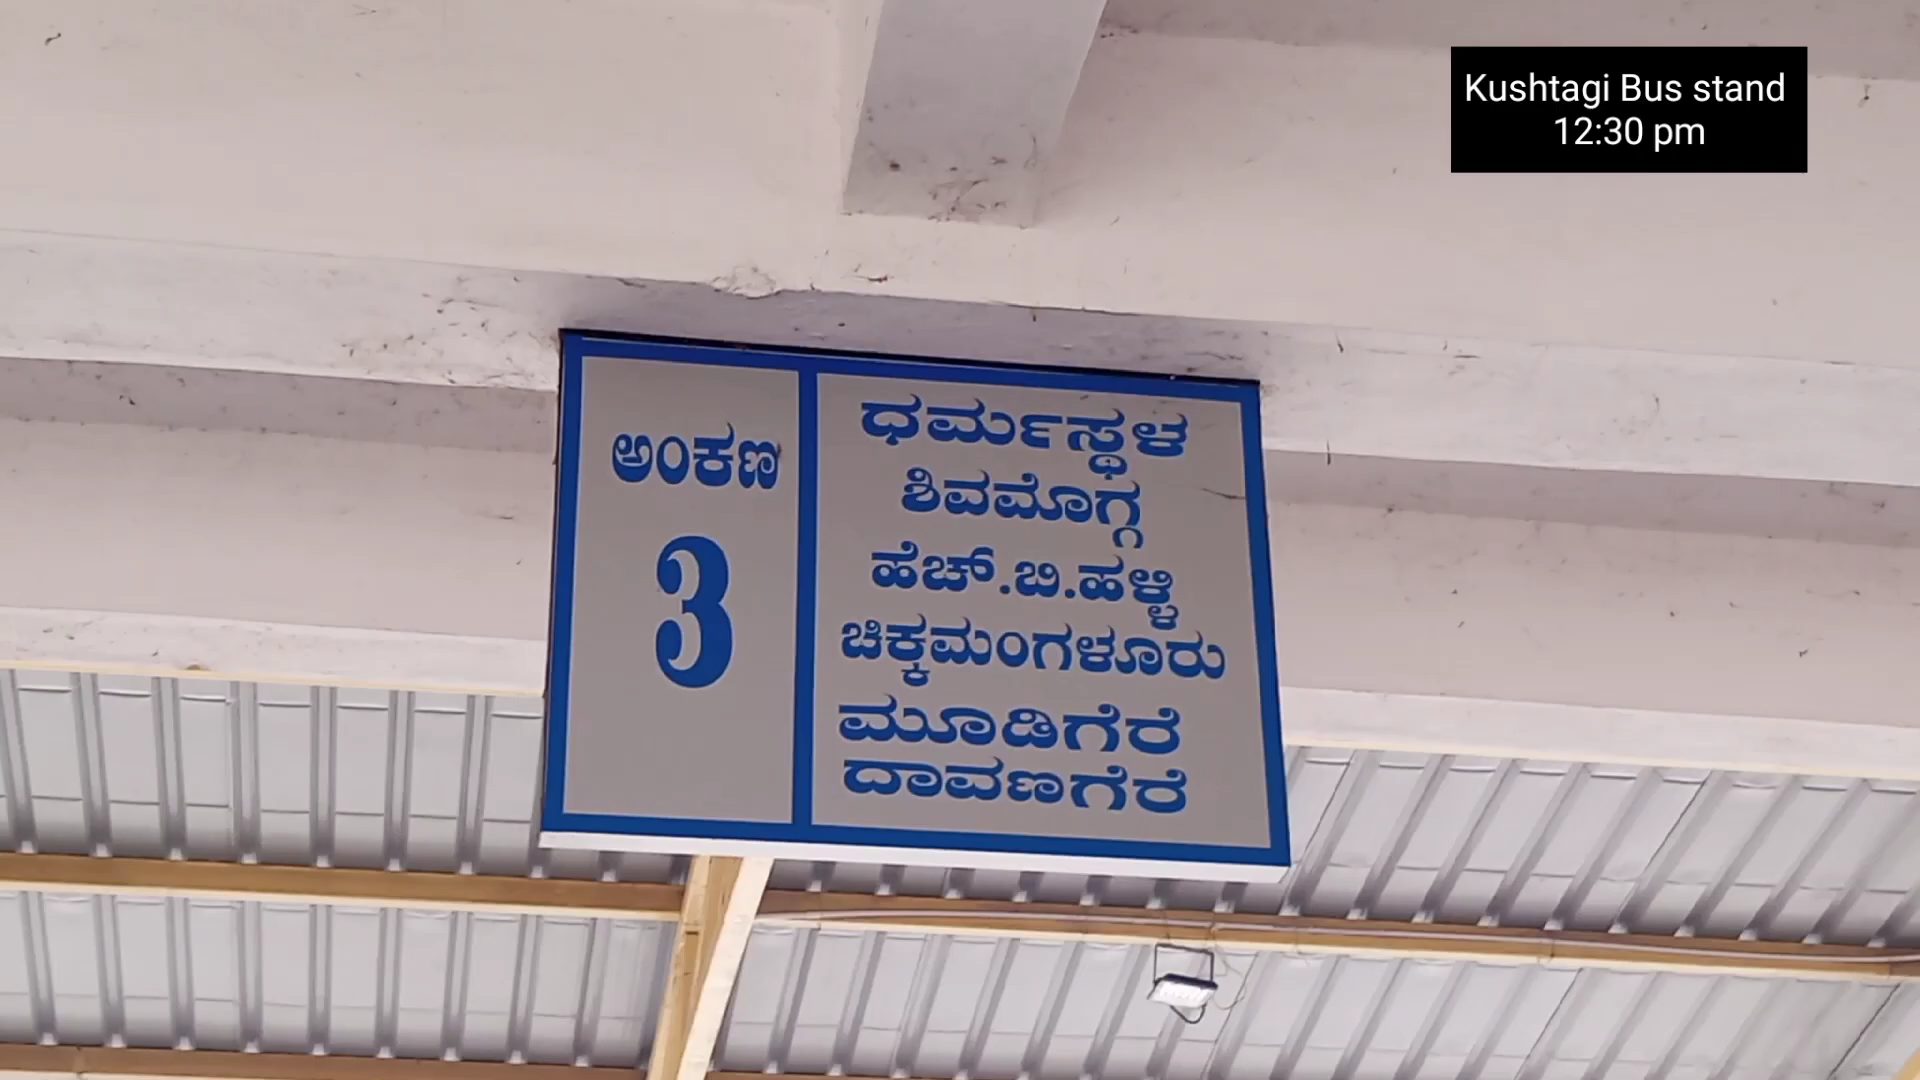 Kushtagi Bus stand
12:30 pm
ಅಂಕಣ
3
ಧರ್ಮಸ್ಥಳ
ಶಿವಮೊಗ್ಗ
ಹೆಚ್.ಬಿ.ಹಳ್ಳಿ
ಚಿಕ್ಕಮಂಗಳೂರು
ಮೂಡಿಗೆರೆ
ದಾವಣಗೆರೆ